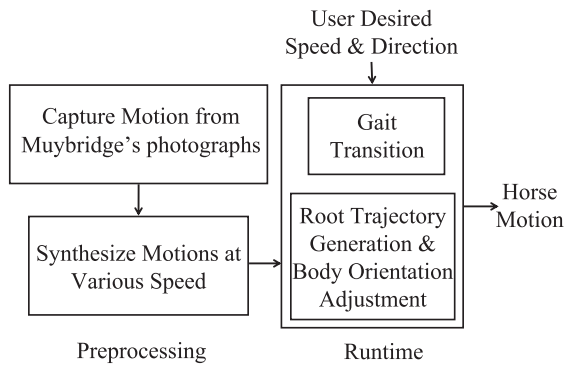 User Desired
Speed & Direction
Capture Motion from
Muybridge's photographs
Gait
Transition
Synthesize Motions at
Various Speed
Root Trajectory
Generation &
Body Orientation
Adjustment
Horse
Motion
Preprocessing
Runtime